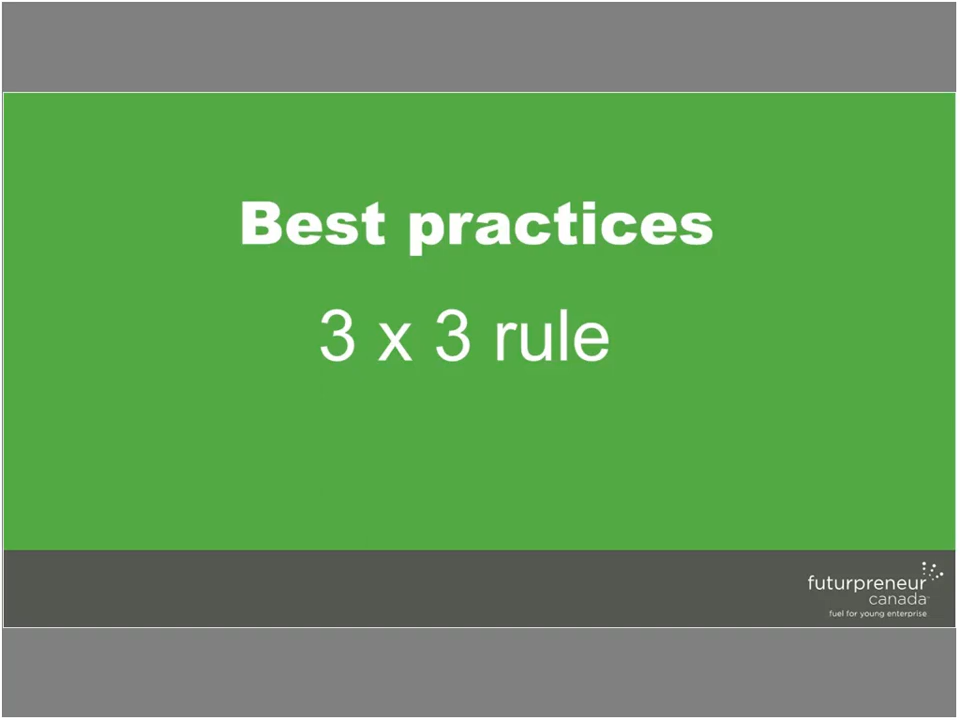 Best practices
3 x 3 rule
futurpreneur
canada
fuel for young enterprise